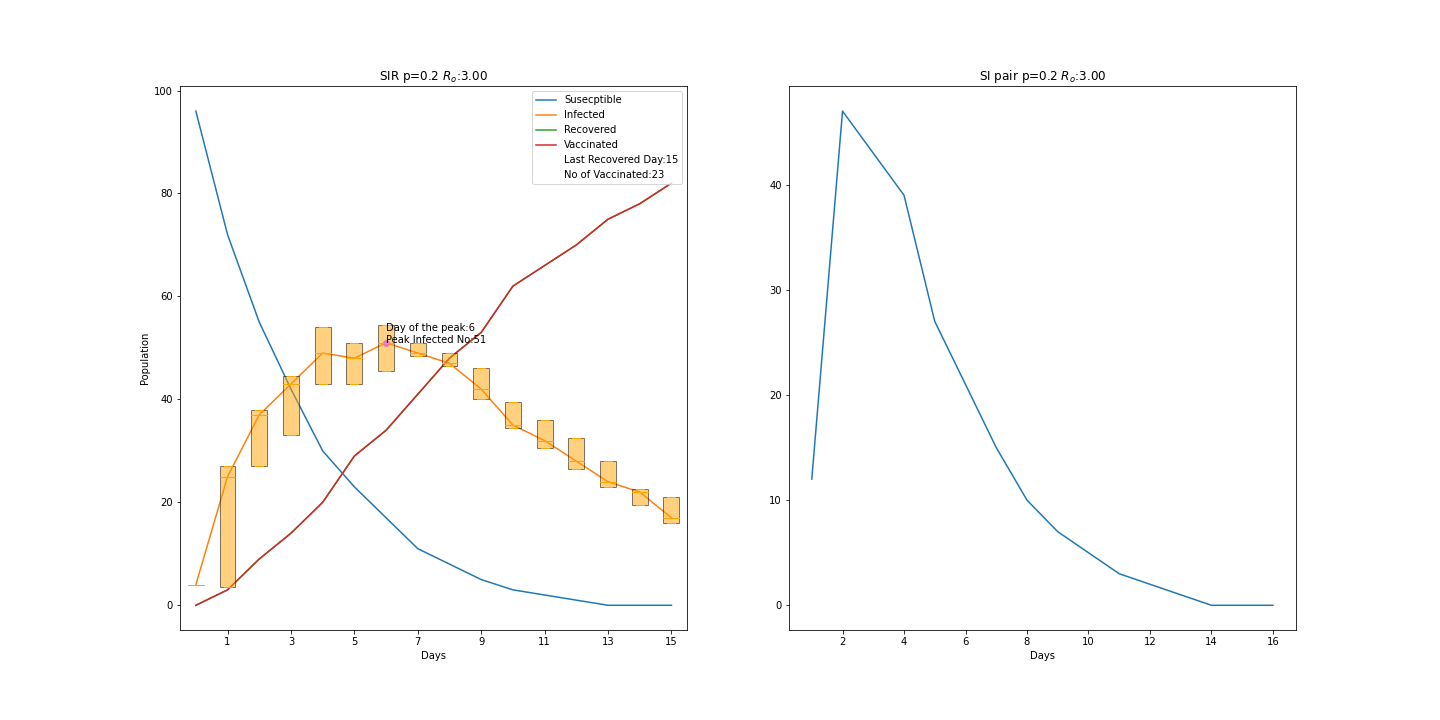 SIR p=0.2 Rₒ:3.00
100
80
60
40
20
0
Population
Susecptible
Infected
Recovered
Vaccinated
Last Recovered Day:15
No of Vaccinated:23
Day of the peak:6
Peak Infected No:51
1 3 5 7 9 11 13 15
Days
SI pair p=0.2 Rₒ:3.00
40
30
20
10
0
2 4 6 8 10 12 14 16
Days